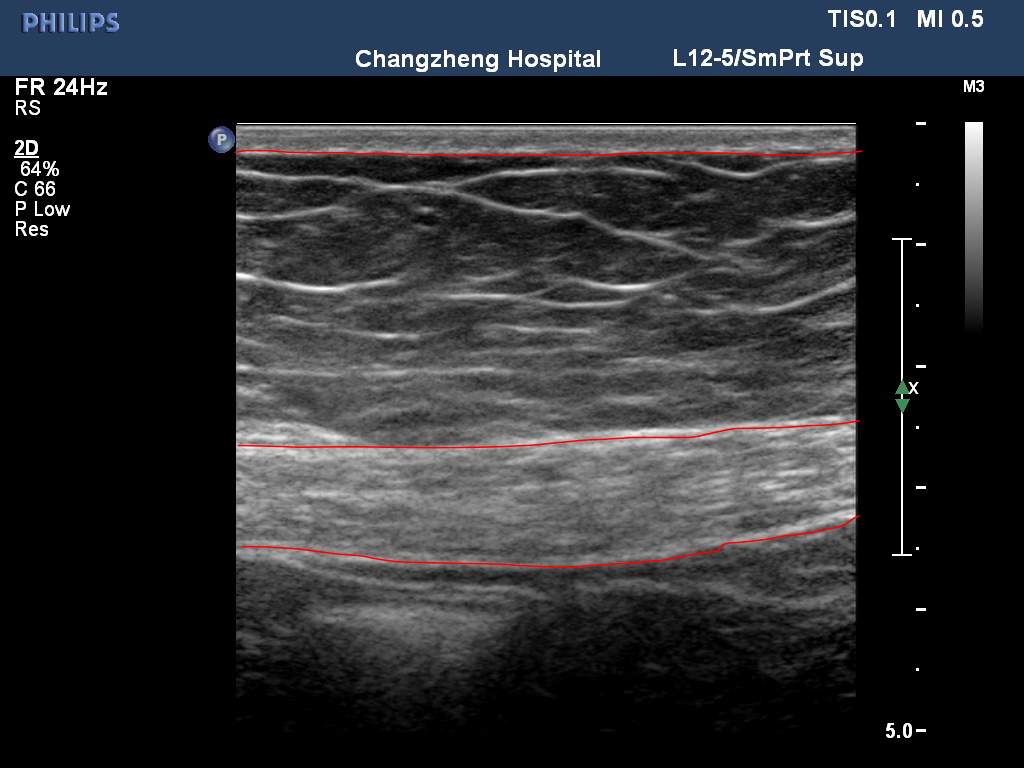 PHILIPS
TIS0.1 MI 0.5
Changzheng Hospital
L12-5/SmPrt Sup
FR 24Hz
RS
M3
P
2D
64%
C 66
P Low
Res
X
5.0